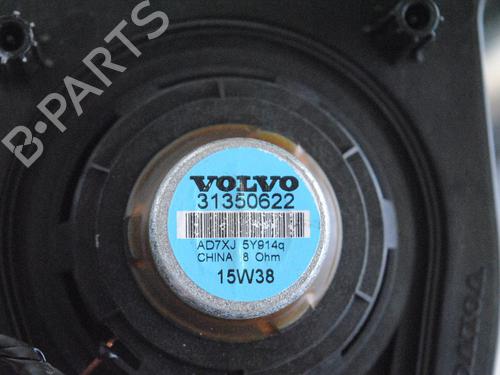 B-PARTS
VOLVO
31350622
AD7XJ 5Y914q
CHINA 8 Ohm
15W38